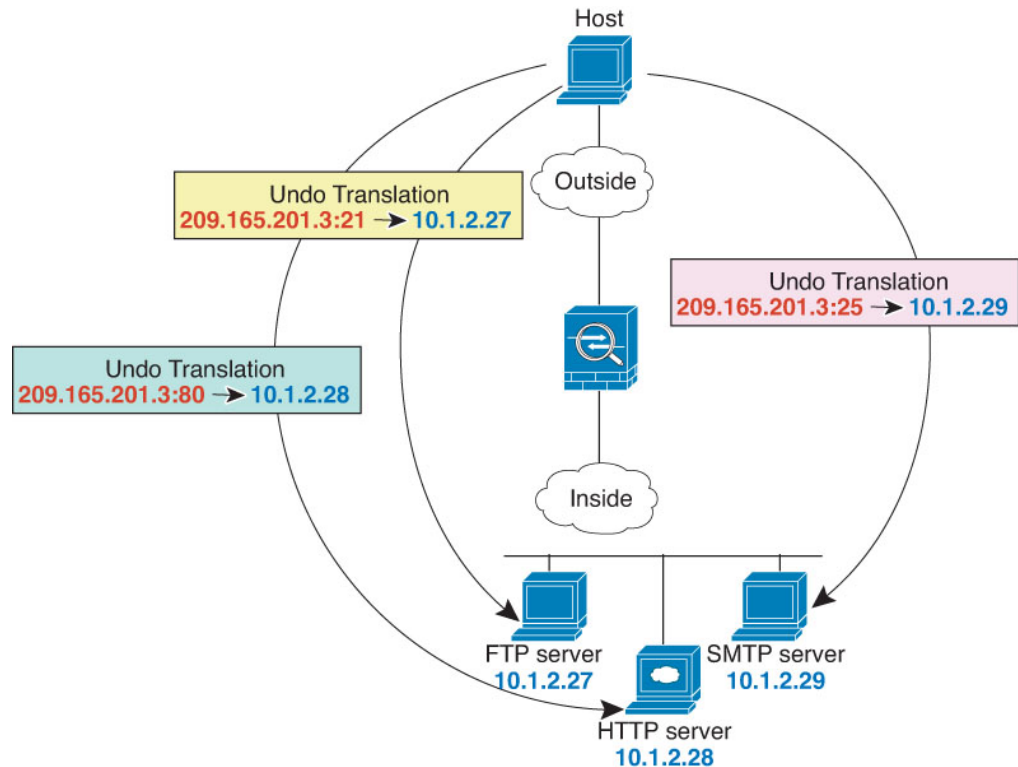 Host
Outside
Undo Translation
209.165.201.3:21 → 10.1.2.27
Undo Translation
209.165.201.3:25 → 10.1.2.29
Undo Translation
209.165.201.3:80 → 10.1.2.28
Inside
FTP server
10.1.2.27
SMTP server
10.1.2.29
HTTP server
10.1.2.28